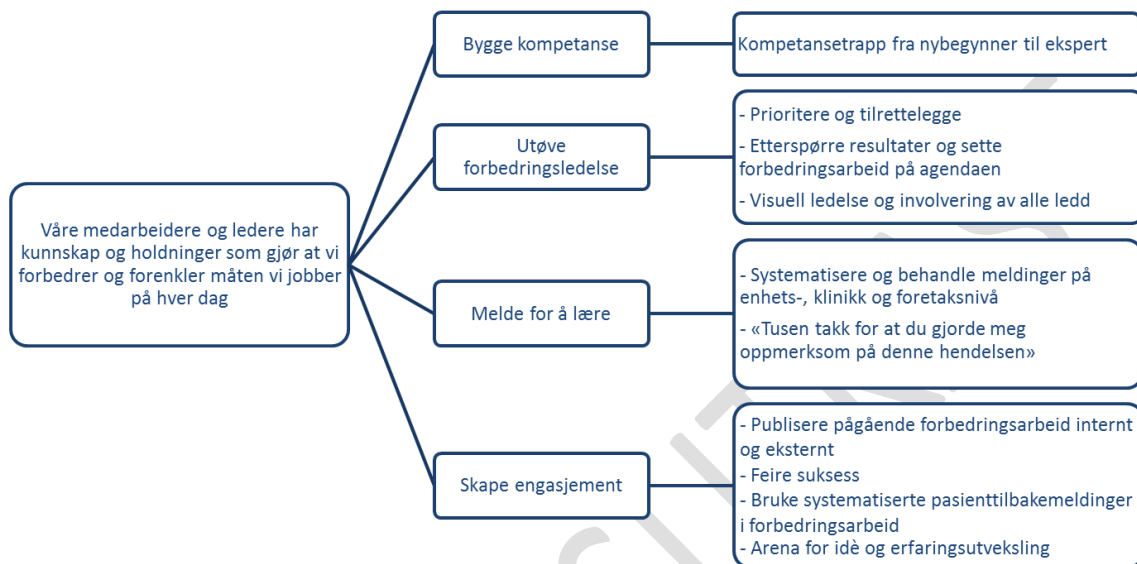 Våre medarbeidere og ledere har
kunnskap og holdninger som gjør at vi
forbedrer og forenkler måten vi jobber
på hver dag
Bygge kompetanse
Kompetansetrapp fra nybegynner til ekspert
Utøve
forbedringsledelse
- Prioritere og tilrettelegge
- Etterspørre resultater og sette
forbedringsarbeid på agendaen
- Visuell ledelse og involvering av alle ledd
Melde for å lære
- Systematisere og behandle meldinger på
enhets-, klinikk og foretaksnivå
- «Tusen takk for at du gjorde meg
oppmerksom på denne hendelsen»
Skape engasjement
- Publisere pågående forbedringsarbeid internt
og eksternt
- Feire suksess
- Bruke systematiserte pasienttilbakemeldinger
i forbedringsarbeid
- Arena for idè og erfaringsutveksling